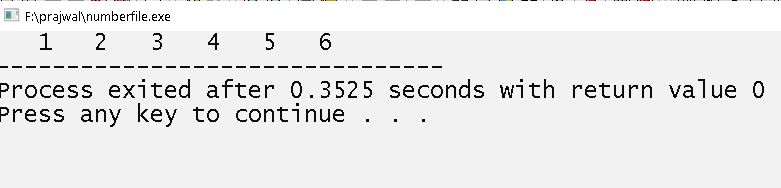 F:\prajwal\numberfile.exe
1 2 3 4 5 6
--------------------------------
Process exited after 0.3525 seconds with return value 0
Press any key to continue . . .